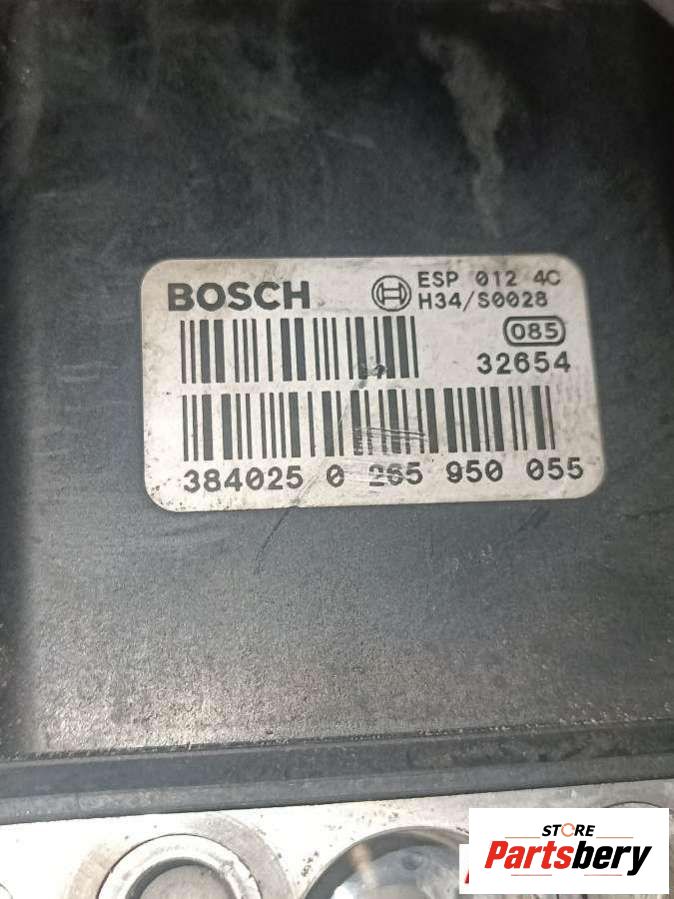 BOSCH
ESP 012 4C
H34/S0028
085
32654
384025 0 265 950 055
STORE
Partsbery